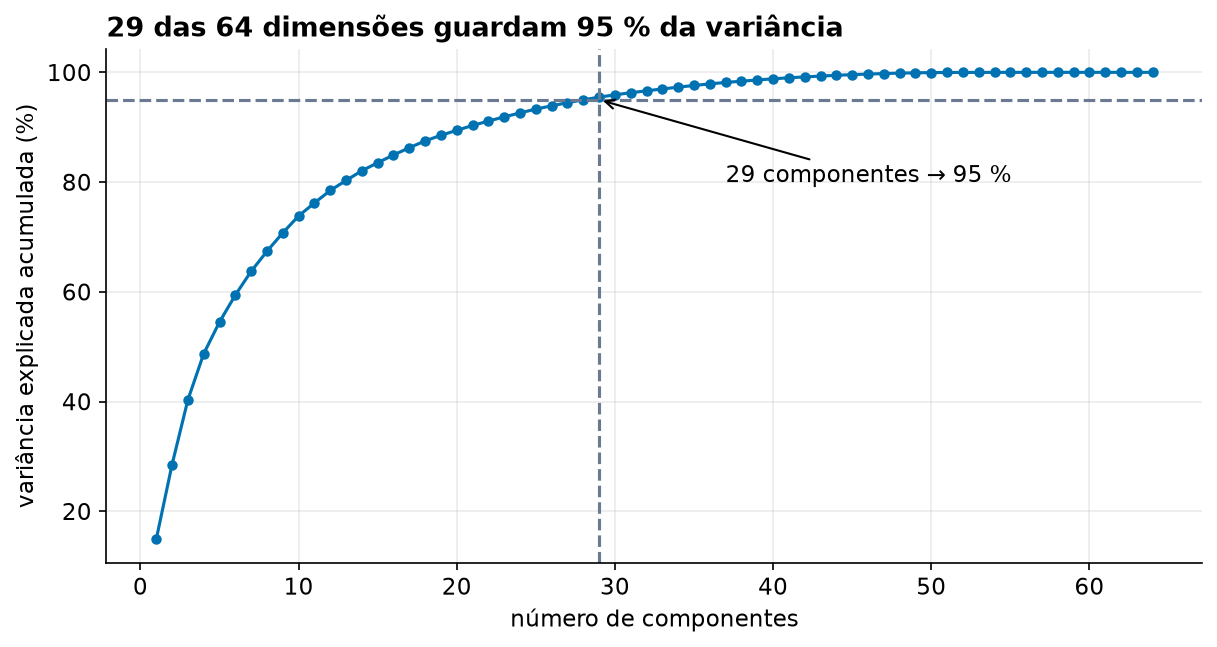 29 das 64 dimensões guardam 95 % da variância
variância explicada acumulada (%)
100
80
60
40
20
29 componentes → 95 %
0 10 20 30 40 50 60
número de componentes